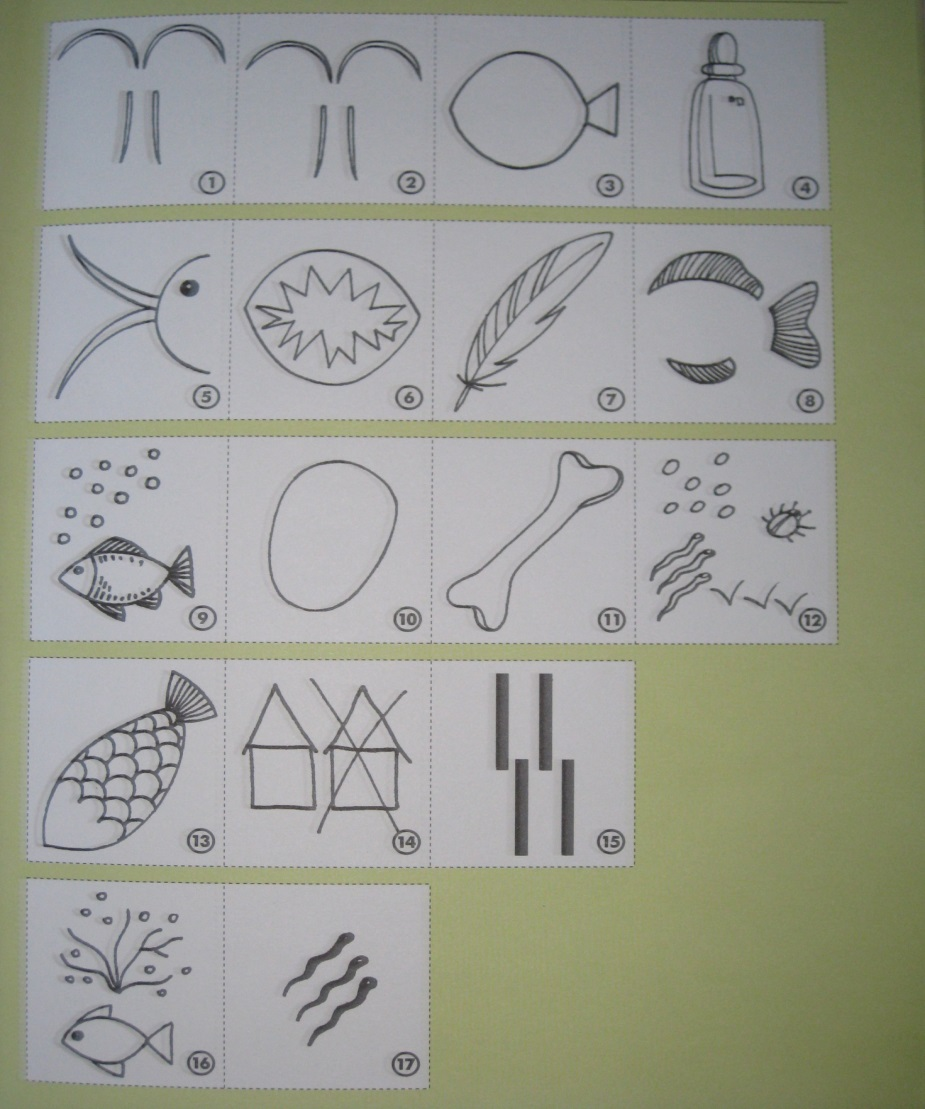 ① ② ③ ④
⑤ ⑥ ⑦ ⑧
⑨ ⑩ ⑪ ⑫
⑬ ⑭ ⑮
⑯ ⑰